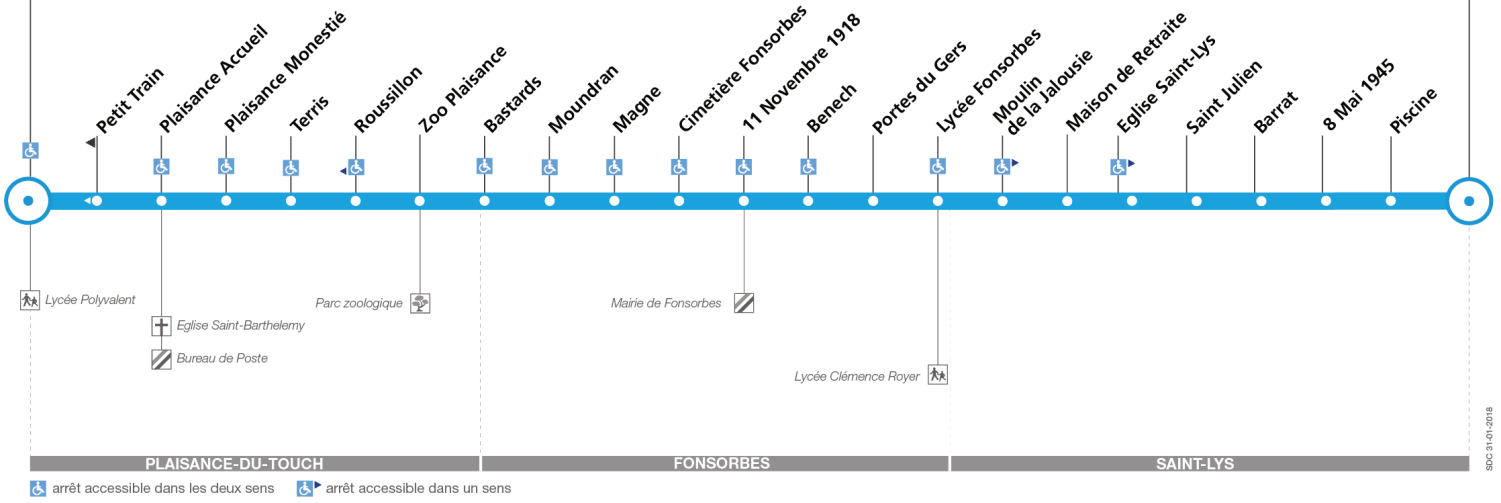 Petit Train
Plaisance Accueil
Plaisance Monestié
Terris
Roussillon
Zoo Plaisance
Bastards
Moundran
Magne
Cimetière Fonsorbes
11 Novembre 1918
Benech
Portes du Gers
Lycée Fonsorbes
Moulin
de la Jalousie
Maison de Retraite
Eglise Saint-Lys
Saint Julien
Barrat
8 Mai 1945
Piscine
Lycée Polyvalent
Eglise Saint-Barthelemy
Bureau de Poste
Parc zoologique
Mairie de Fonsorbes
Lycée Clémence Royer
SDC 31-01-2018
PLAISANCE-DU-TOUCH
FONSORBES
SAINT-LYS
arrêt accessible dans les deux sens
arrêt accessible dans un sens